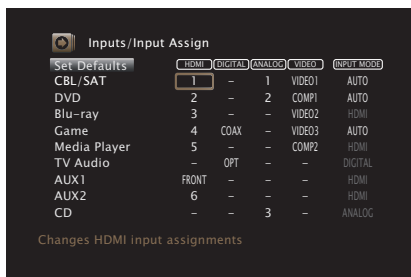 Inputs/Input Assign
Set Defaults HDMI DIGITAL ANALOG VIDEO INPUT MODE
CBL/SAT 1 – 1 VIDEO1 AUTO
DVD 2 – 2 COMP1 AUTO
Blu-ray 3 – – VIDEO2 HDMI
Game 4 COAX – VIDEO3 AUTO
Media Player 5 – – COMP2 HDMI
TV Audio – OPT – – DIGITAL
AUX1 FRONT – – – HDMI
AUX2 6 – – – HDMI
CD – – 3 – ANALOG
Changes HDMI input assignments